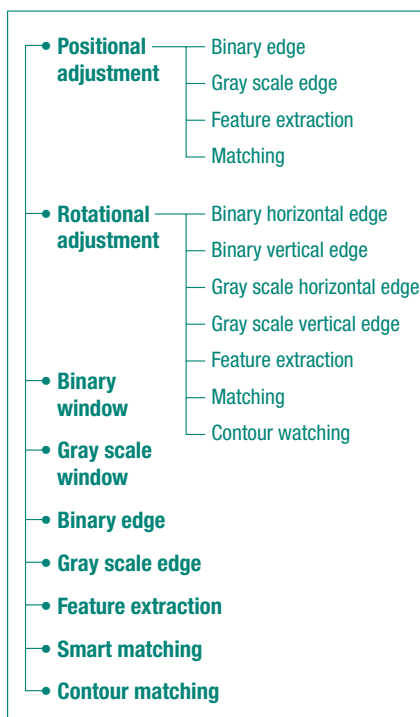 Positional
adjustment
Binary edge
Gray scale edge
Feature extraction
Matching
Rotational
adjustment
Binary horizontal edge
Binary vertical edge
Gray scale horizontal edge
Gray scale vertical edge
Feature extraction
Matching
Contour watching
Binary
window
Gray scale
window
Binary edge
Gray scale edge
Feature extraction
Smart matching
Contour matching